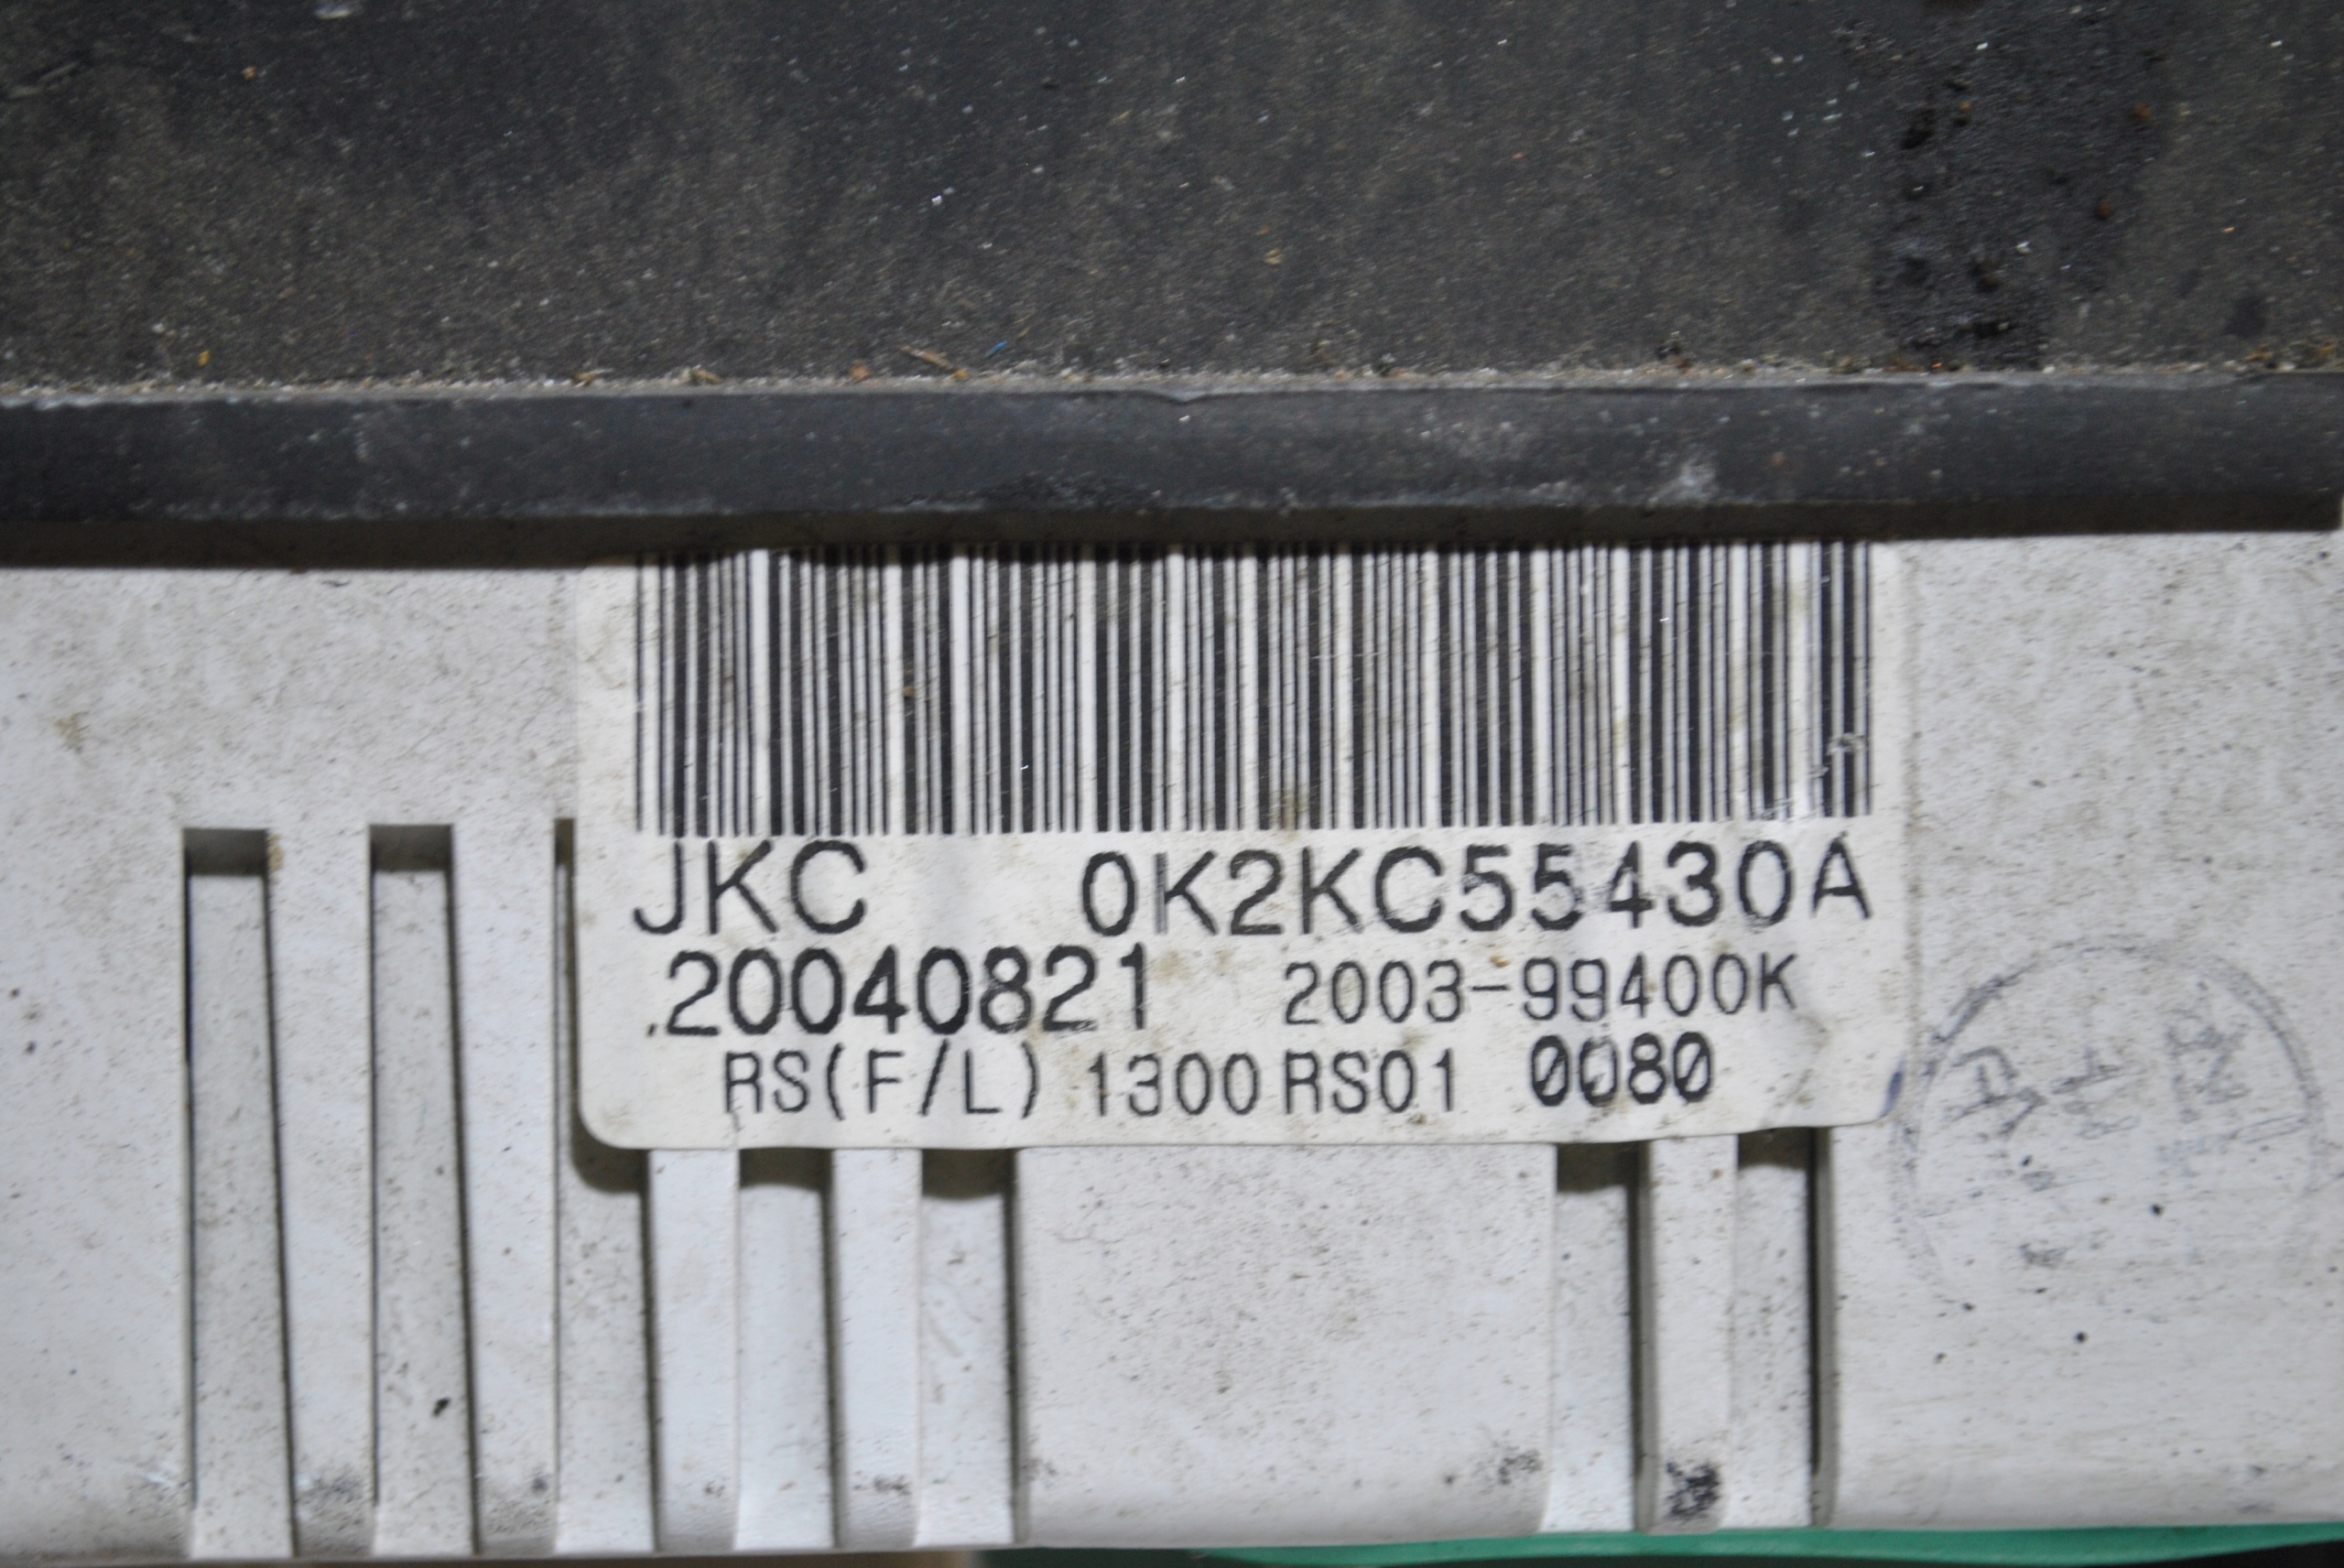 JKC 0K2KC55430A
.20040821 2003-99400K
RS(F/L) 1300 RS01 0080